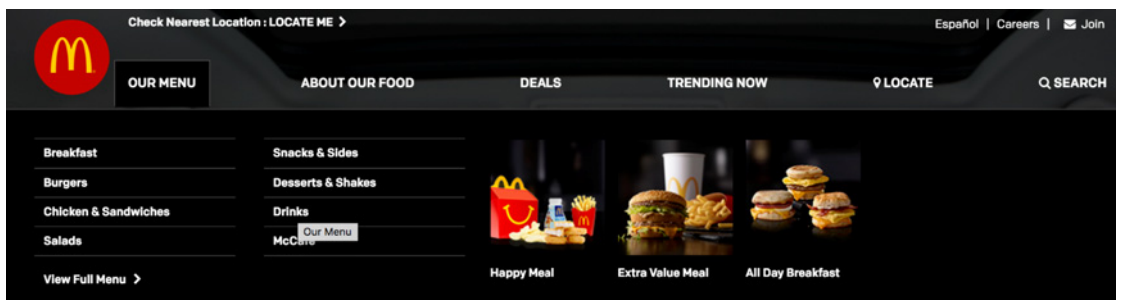 Check Nearest Location : LOCATE ME >
Español | Careers | Join
OUR MENU
ABOUT OUR FOOD
DEALS
TRENDING NOW
LOCATE
SEARCH
Breakfast
Burgers
Chicken & Sandwiches
Salads
View Full Menu >
Snacks & Sides
Desserts & Shakes
Drinks
McCafé
Our Menu
Happy Meal
Extra Value Meal
All Day Breakfast